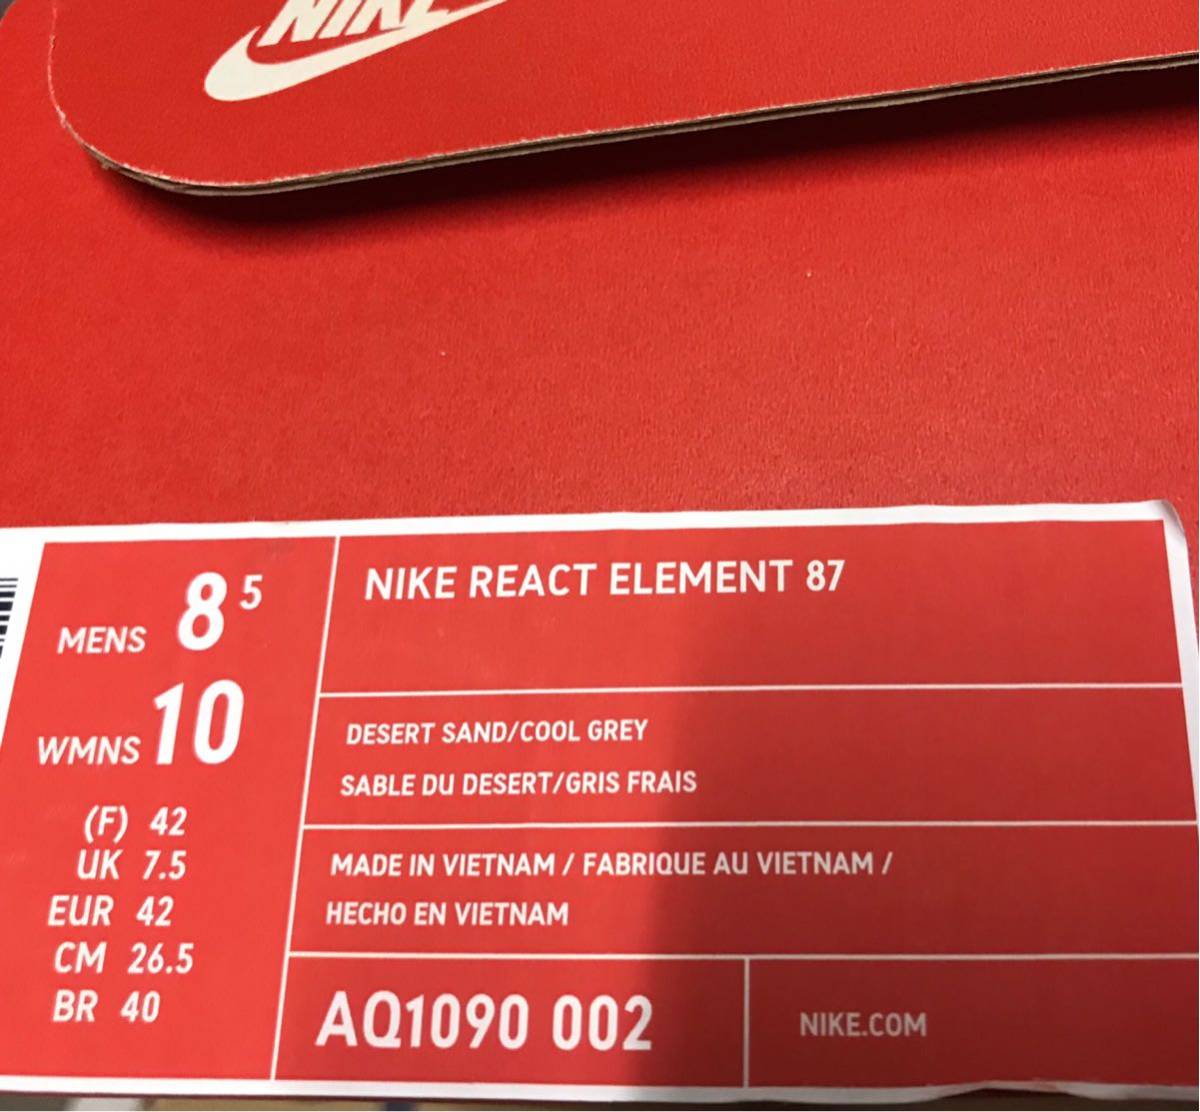 NIKE
MENS 8 5
WMNS 10
(F) 42
UK 7.5
EUR 42
CM 26.5
BR 40
NIKE REACT ELEMENT 87
DESERT SAND/COOL GREY
SABLE DU DESERT/GRIS FRAIS
MADE IN VIETNAM / FABRIQUE AU VIETNAM /
HECHO EN VIETNAM
AQ1090 002
NIKE.COM